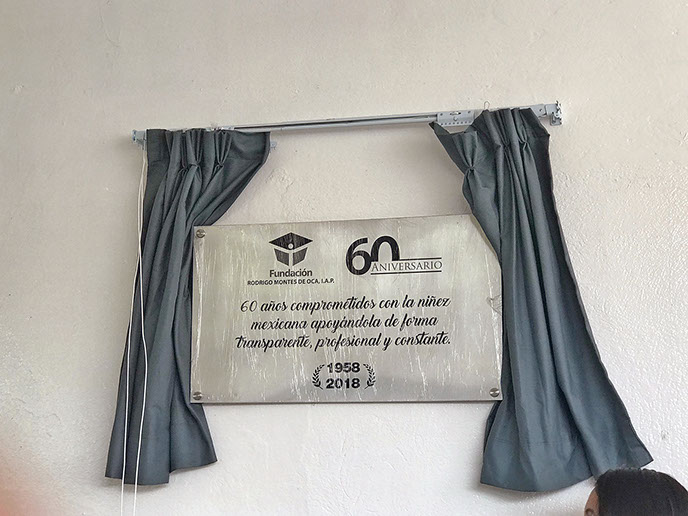 Fundación
RODRIGO MONTES DE OCA, I.A.P.
60
ANIVERSARIO
60 años comprometidos con la niñez
mexicana apoyándola de forma
transparente, profesional y constante.
1958
2018